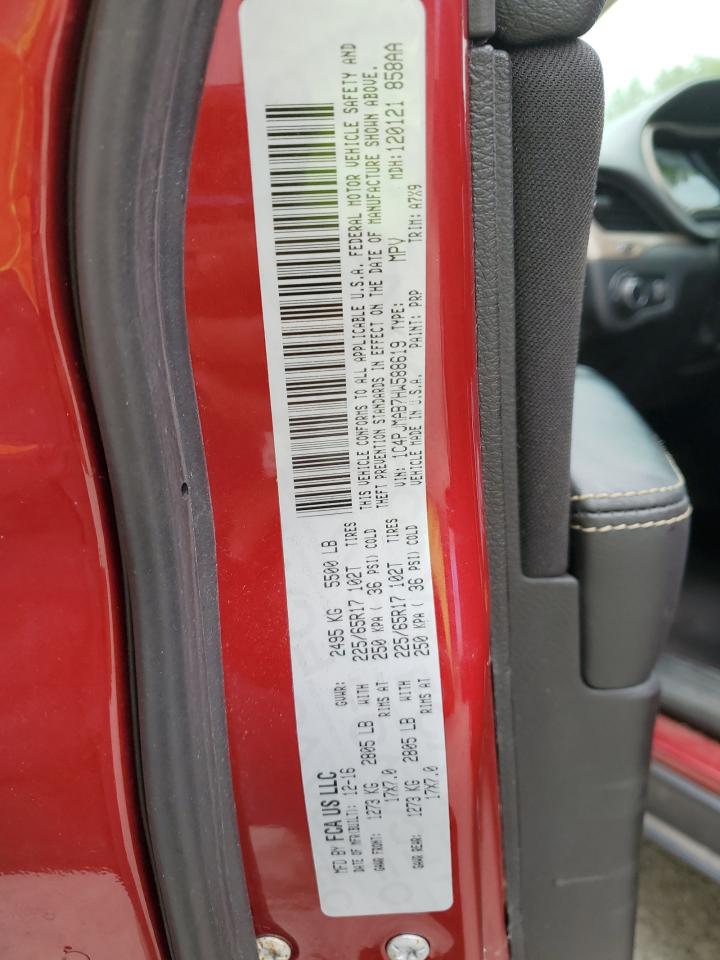 MFD BY FCA US LLC
DATE OF MFR(BUILT): 12-16 GVWR: 2495 KG 5500 LB
GAWR FRONT: 1273 KG 2805 LB WITH 225/65R17 102T TIRES
17X7.0 RIMS AT 250 KPA ( 36 PSI) COLD
GAWR REAR: 1273 KG 2805 LB WITH 225/65R17 102T TIRES
17X7.0 RIMS AT 250 KPA ( 36 PSI) COLD
THIS VEHICLE CONFORMS TO ALL APPLICABLE U.S.A. FEDERAL MOTOR VEHICLE SAFETY AND
THEFT PREVENTION STANDARDS IN EFFECT ON THE DATE OF MANUFACTURE SHOWN ABOVE.
VIN: 1C4PJMAB7HW588619 TYPE: MPV MDH:120121 858AA
VEHICLE MADE IN U.S.A. PAINT: PRP TRIM: A7X9